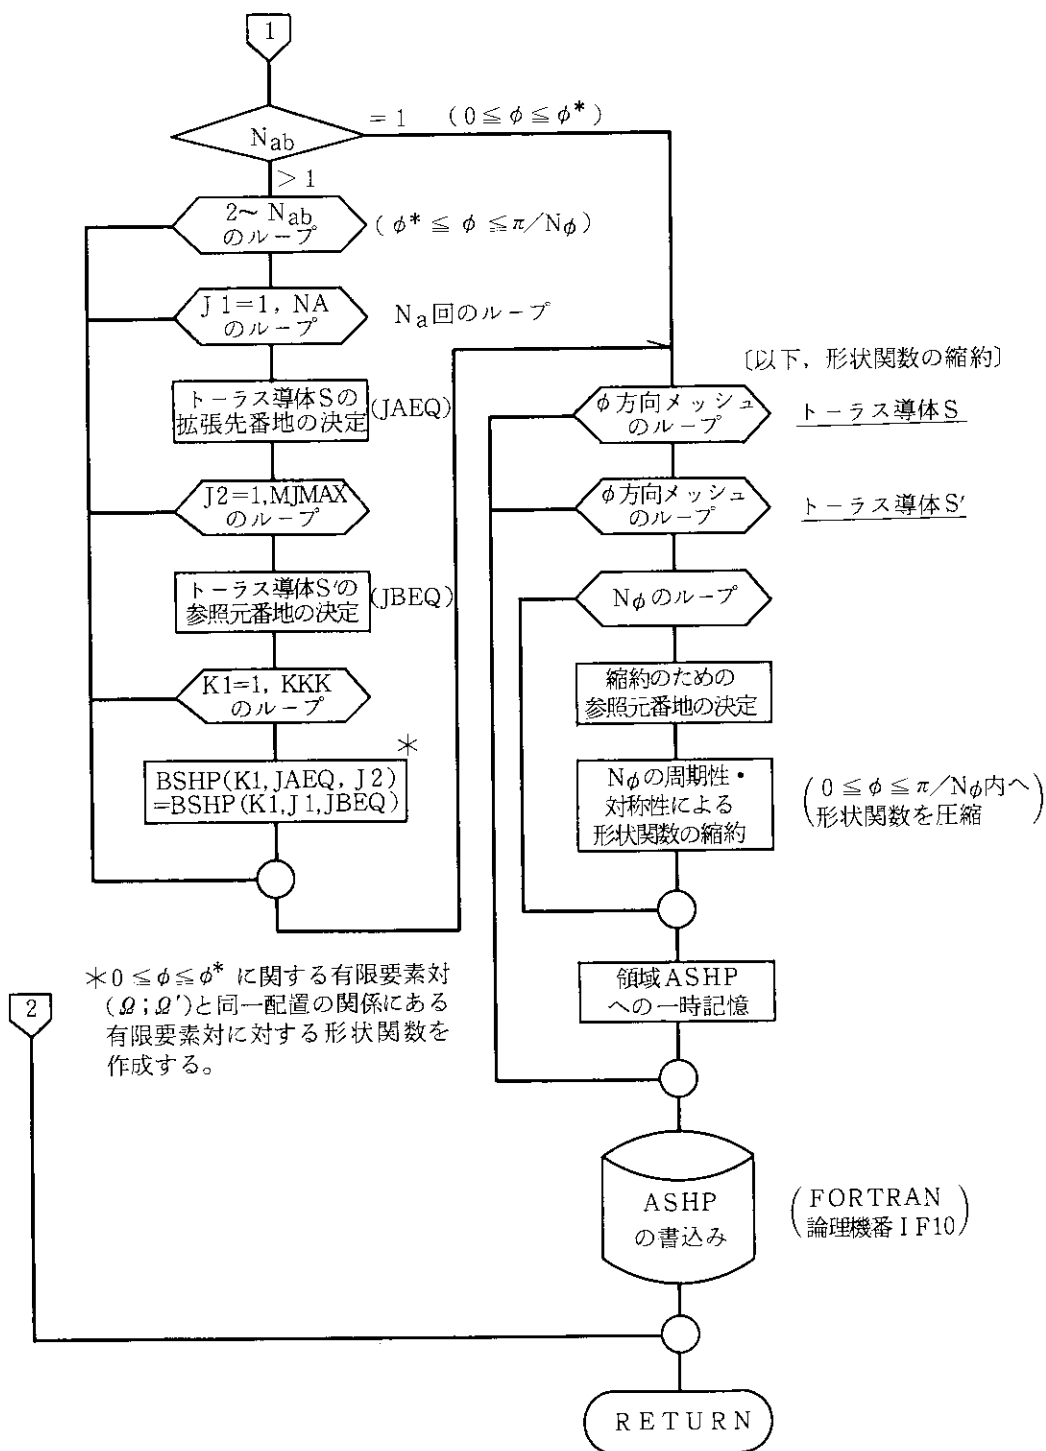 1
N_ab
= 1 (0≦φ≦φ*)
> 1
2~N_ab
のループ
(φ*≦φ≦π/Nφ)
J1=1, NA
のループ
N_a回のループ
トーラス導体Sの
拡張先番地の決定
(JAEQ)
J2=1,MJMAX
のループ
トーラス導体S′の
参照元番地の決定
(JBEQ)
K1=1, KKK
のループ
*
BSHP(K1,JAEQ, J2)
=BSHP(K1,J1,JBEQ)
*0≦φ≦φ* に関する有限要素対
(Ω;Ω′)と同一配置の関係にある
有限要素対に対する形状関数を
作成する。
〔以下, 形状関数の縮約〕
φ方向メッシュ
のループ
トーラス導体S
φ方向メッシュ
のループ
トーラス導体S′
Nφのループ
縮約のための
参照元番地の決定
Nφの周期性・
対称性による
形状関数の縮約
(0≦φ≦π/Nφ内へ
形状関数を圧縮)
領域ASHP
への一時記憶
ASHP
の書込み
(FORTRAN
論理機番IF10)
2
RETURN